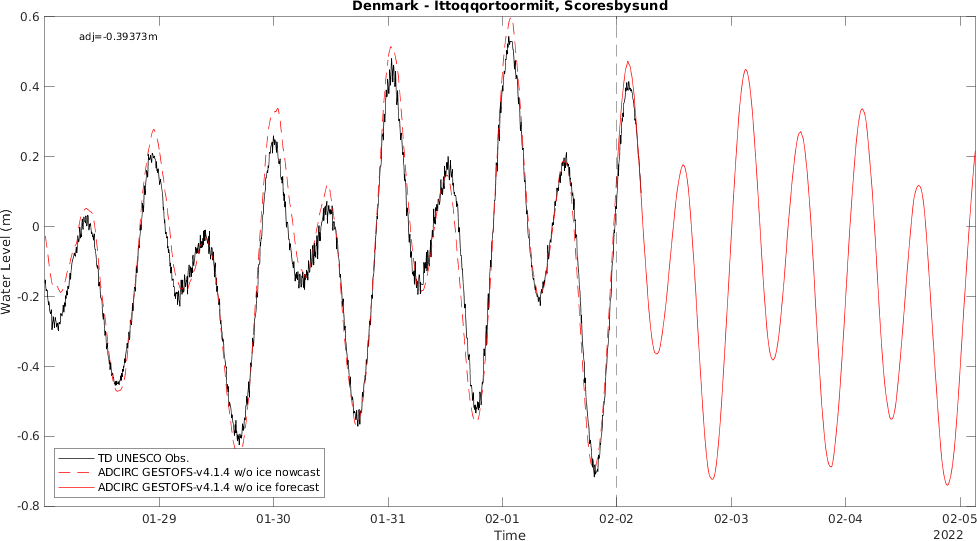 Denmark - Ittoqqortoormiit, Scoresbysund
adj=-0.39373m
0.6
0.4
0.2
0
-0.2
-0.4
-0.6
-0.8
Water Level (m)
TD UNESCO Obs.
ADCIRC GESTOFS-v4.1.4 w/o ice nowcast
ADCIRC GESTOFS-v4.1.4 w/o ice forecast
01-29 01-30 01-31 02-01 02-02 02-03 02-04 02-05
Time
2022